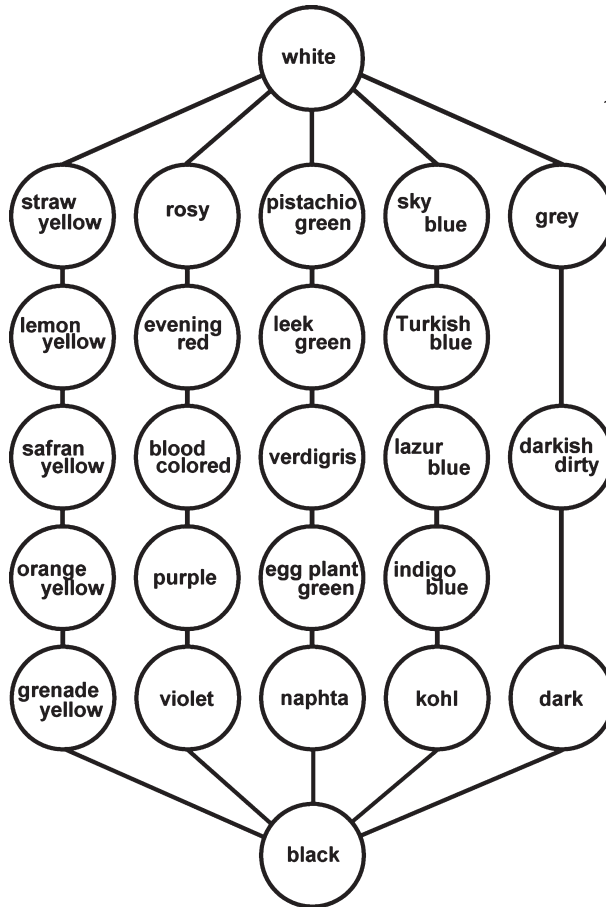 white
straw
yellow
rosy
pistachio
green
sky
blue
grey
lemon
yellow
evening
red
leek
green
Turkish
blue
safran
yellow
blood
colored
verdigris
lazur
blue
darkish
dirty
orange
yellow
purple
egg plant
green
indigo
blue
grenade
yellow
violet
naphta
kohl
dark
black